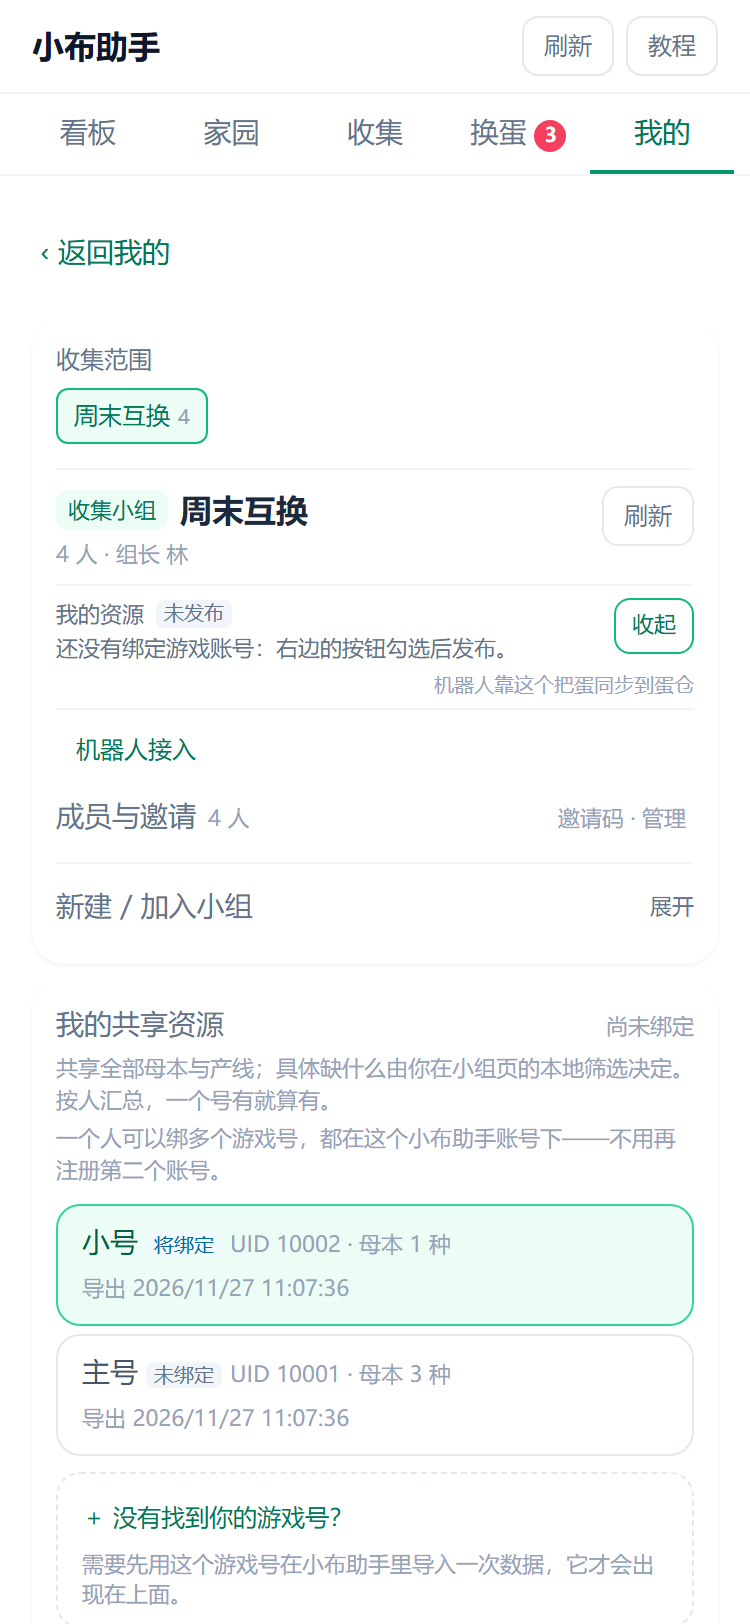 小布助手
刷新
教程
看板
家园
收集
换蛋 3
我的
‹ 返回我的
收集范围
周末互换 4
收集小组 周末互换
刷新
4 人 · 组长 林
我的资源 未发布
还没有绑定游戏账号：右边的按钮勾选后发布。
收起
机器人靠这个把蛋同步到蛋仓
机器人接入
成员与邀请 4 人
邀请码 · 管理
新建 / 加入小组
展开
我的共享资源
尚未绑定
共享全部母本与产线；具体缺什么由你在小组页的本地筛选决定。
按人汇总，一个号有就算有。
一个人可以绑多个游戏号，都在这个小布助手账号下——不用再
注册第二个账号。
小号 将绑定 UID 10002 · 母本 1 种
导出 2026/11/27 11:07:36
主号 未绑定 UID 10001 · 母本 3 种
导出 2026/11/27 11:07:36
+ 没有找到你的游戏号？
需要先用这个游戏号在小布助手里导入一次数据，它才会出
现在上面。